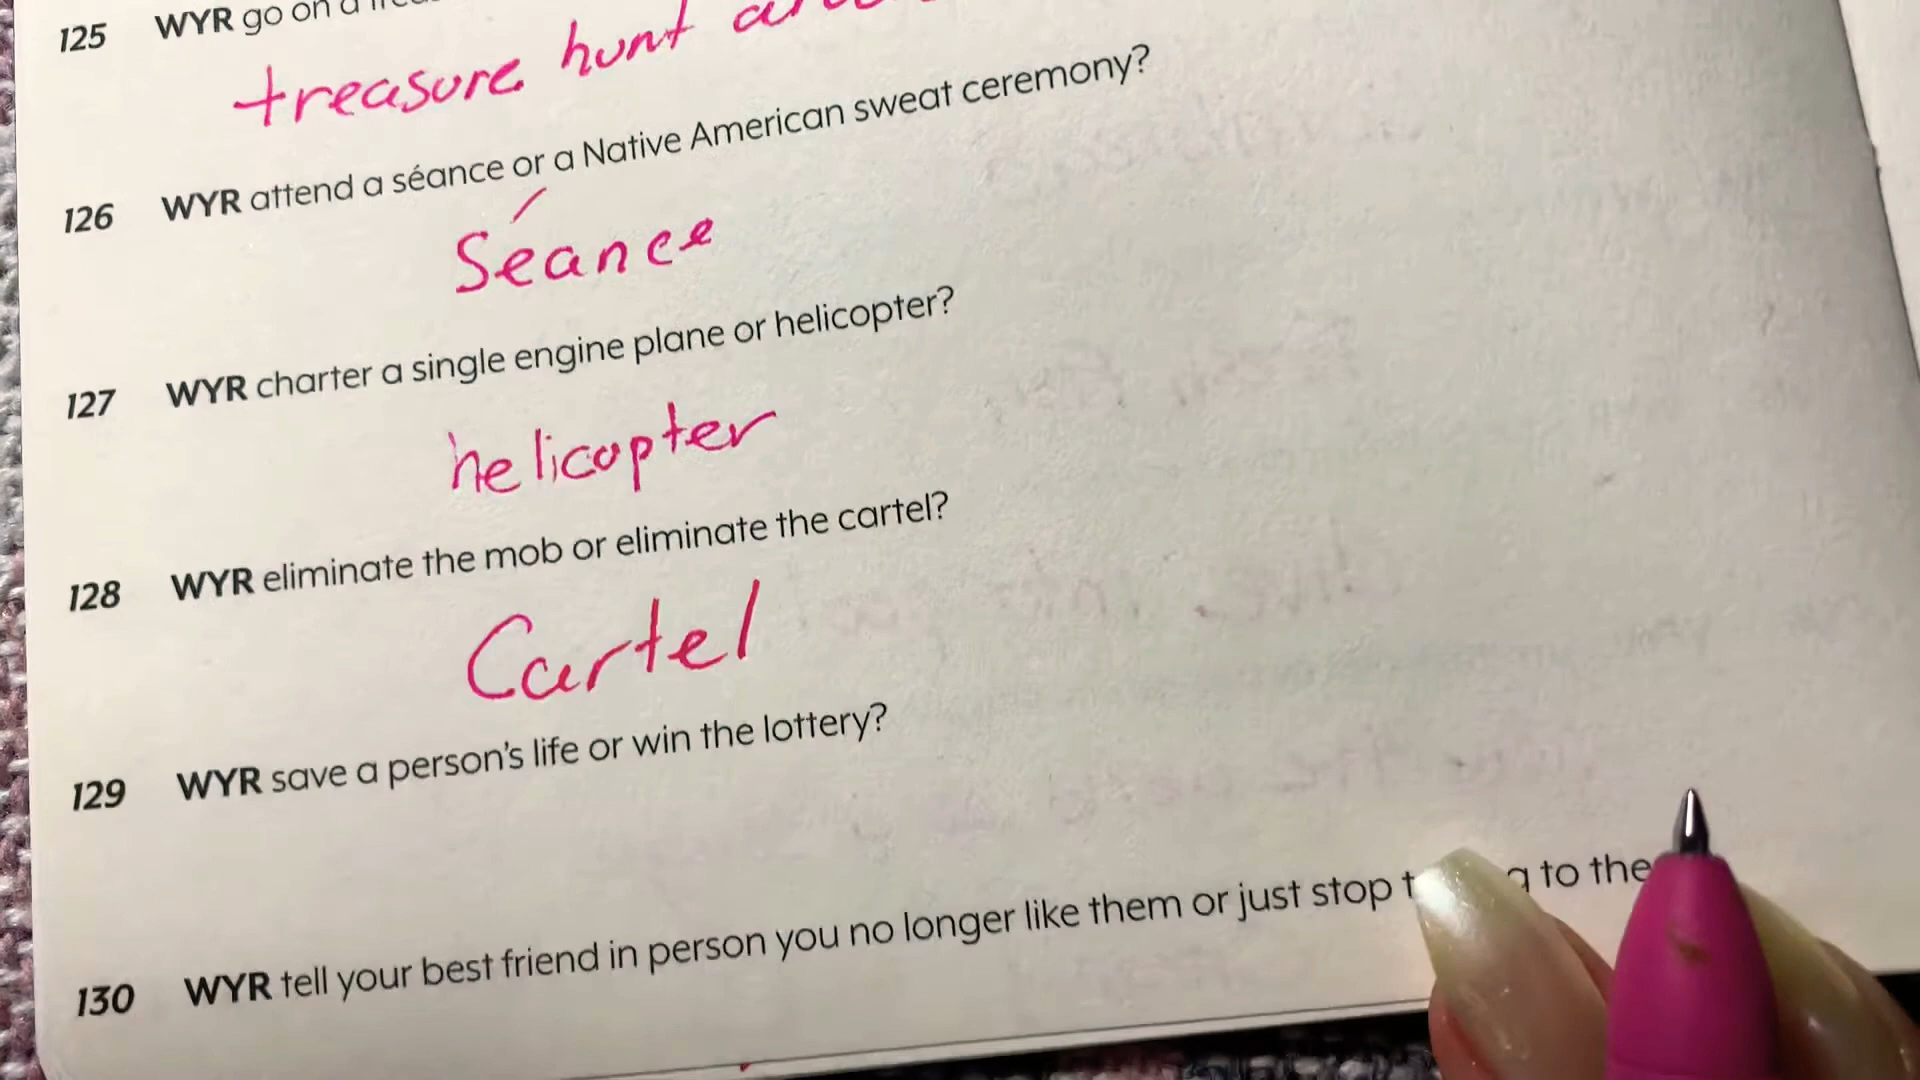 125 WYR go on a
treasure hunt
126 WYR attend a séance or a Native American sweat ceremony?
Séance
127 WYR charter a single engine plane or helicopter?
helicopter
128 WYR eliminate the mob or eliminate the cartel?
Cartel
129 WYR save a person's life or win the lottery?
130 WYR tell your best friend in person you no longer like them or just stop to